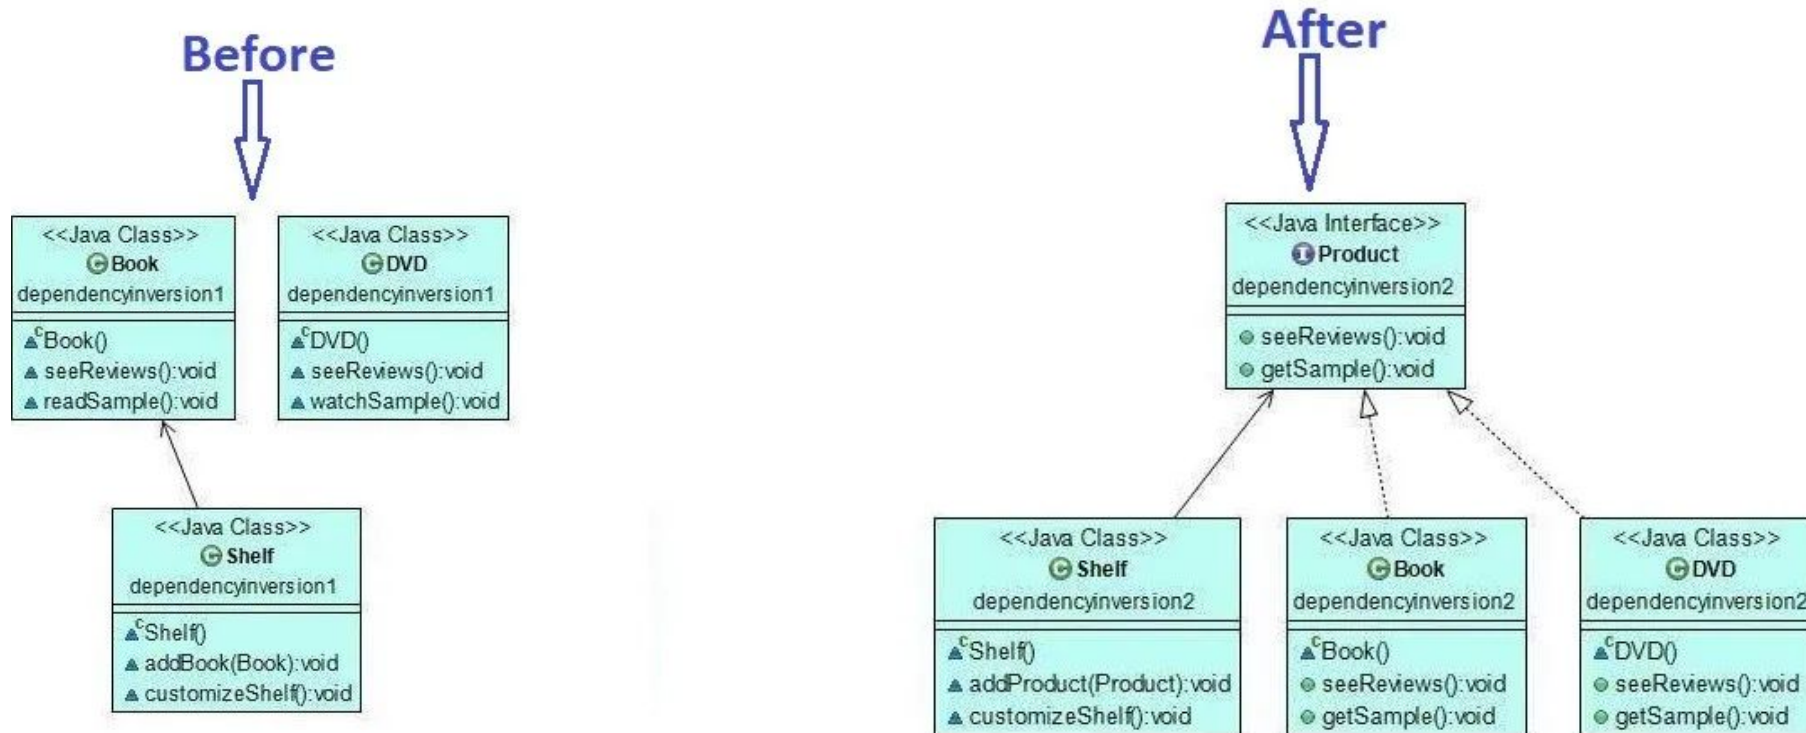 Before
<<Java Class>>
Book
dependencyinversion1
Book()
seeReviews():void
readSample():void
<<Java Class>>
DVD
dependencyinversion1
DVD()
seeReviews():void
watchSample():void
<<Java Class>>
Shelf
dependencyinversion1
Shelf()
addBook(Book):void
customizeShelf():void
After
<<Java Interface>>
Product
dependencyinversion2
seeReviews():void
getSample():void
<<Java Class>>
Shelf
dependencyinversion2
Shelf()
addProduct(Product):void
customizeShelf():void
<<Java Class>>
Book
dependencyinversion2
Book()
seeReviews():void
getSample():void
<<Java Class>>
DVD
dependencyinversion2
DVD()
seeReviews():void
getSample():void